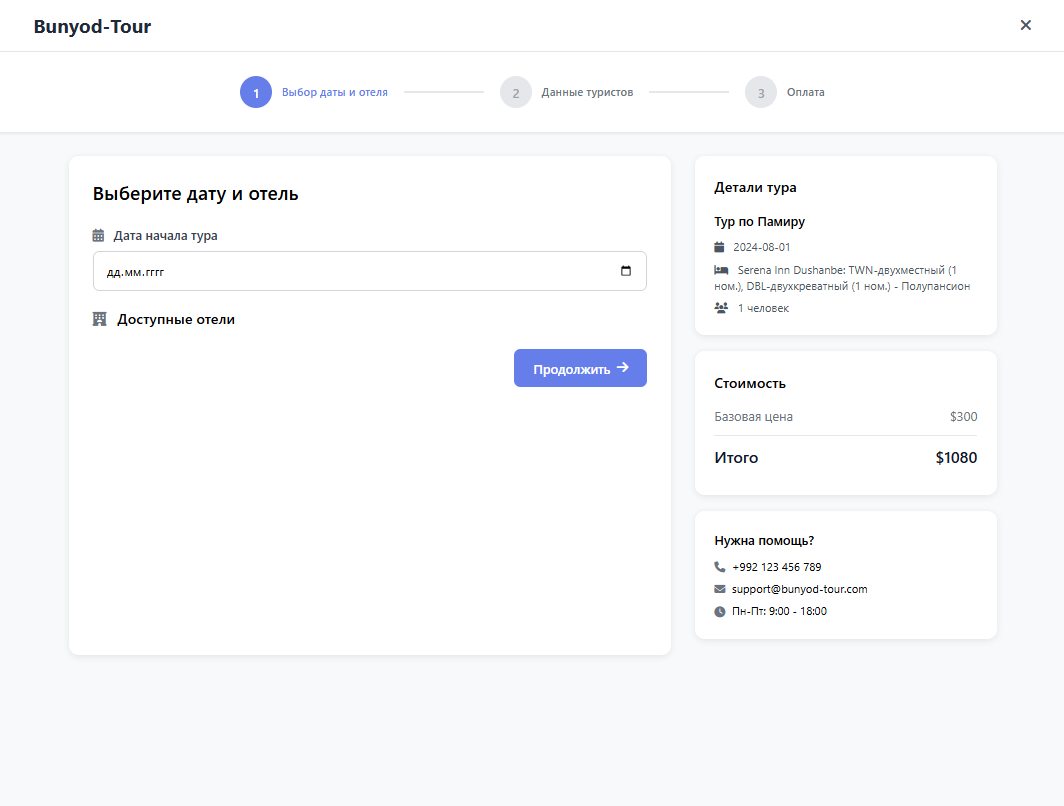 Bunyod-Tour
1 Выбор даты и отеля 2 Данные туристов 3 Оплата
Выберите дату и отель
Дата начала тура
дд.мм.гггг
Доступные отели
Продолжить
Детали тура
Тур по Памиру
2024-08-01
Serena Inn Dushanbe: TWN-двухместный (1
ном.), DBL-двухкреватный (1 ном.) - Полупансион
1 человек
Стоимость
Базовая цена $300
Итого $1080
Нужна помощь?
+992 123 456 789
support@bunyod-tour.com
Пн-Пт: 9:00 - 18:00